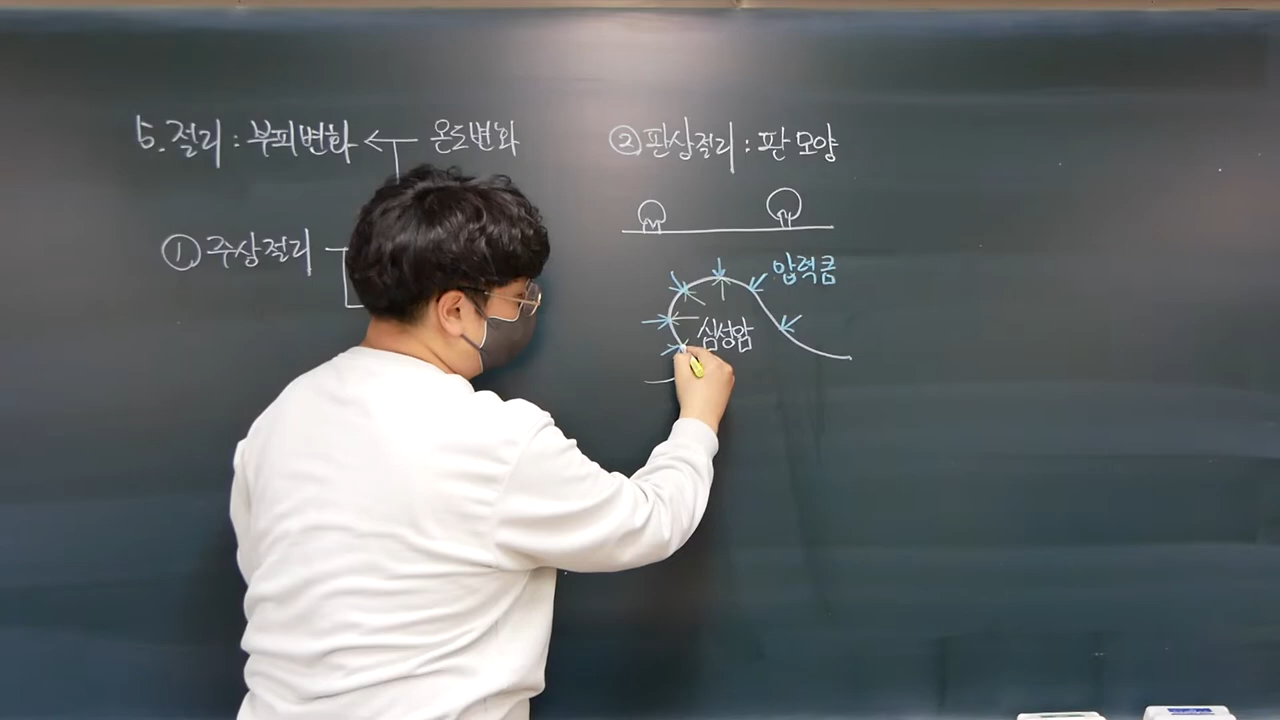 5. 절리 : 부피변화 ← 온도변화
① 주상절리
② 판상절리 : 판 모양
압력큼
심성암